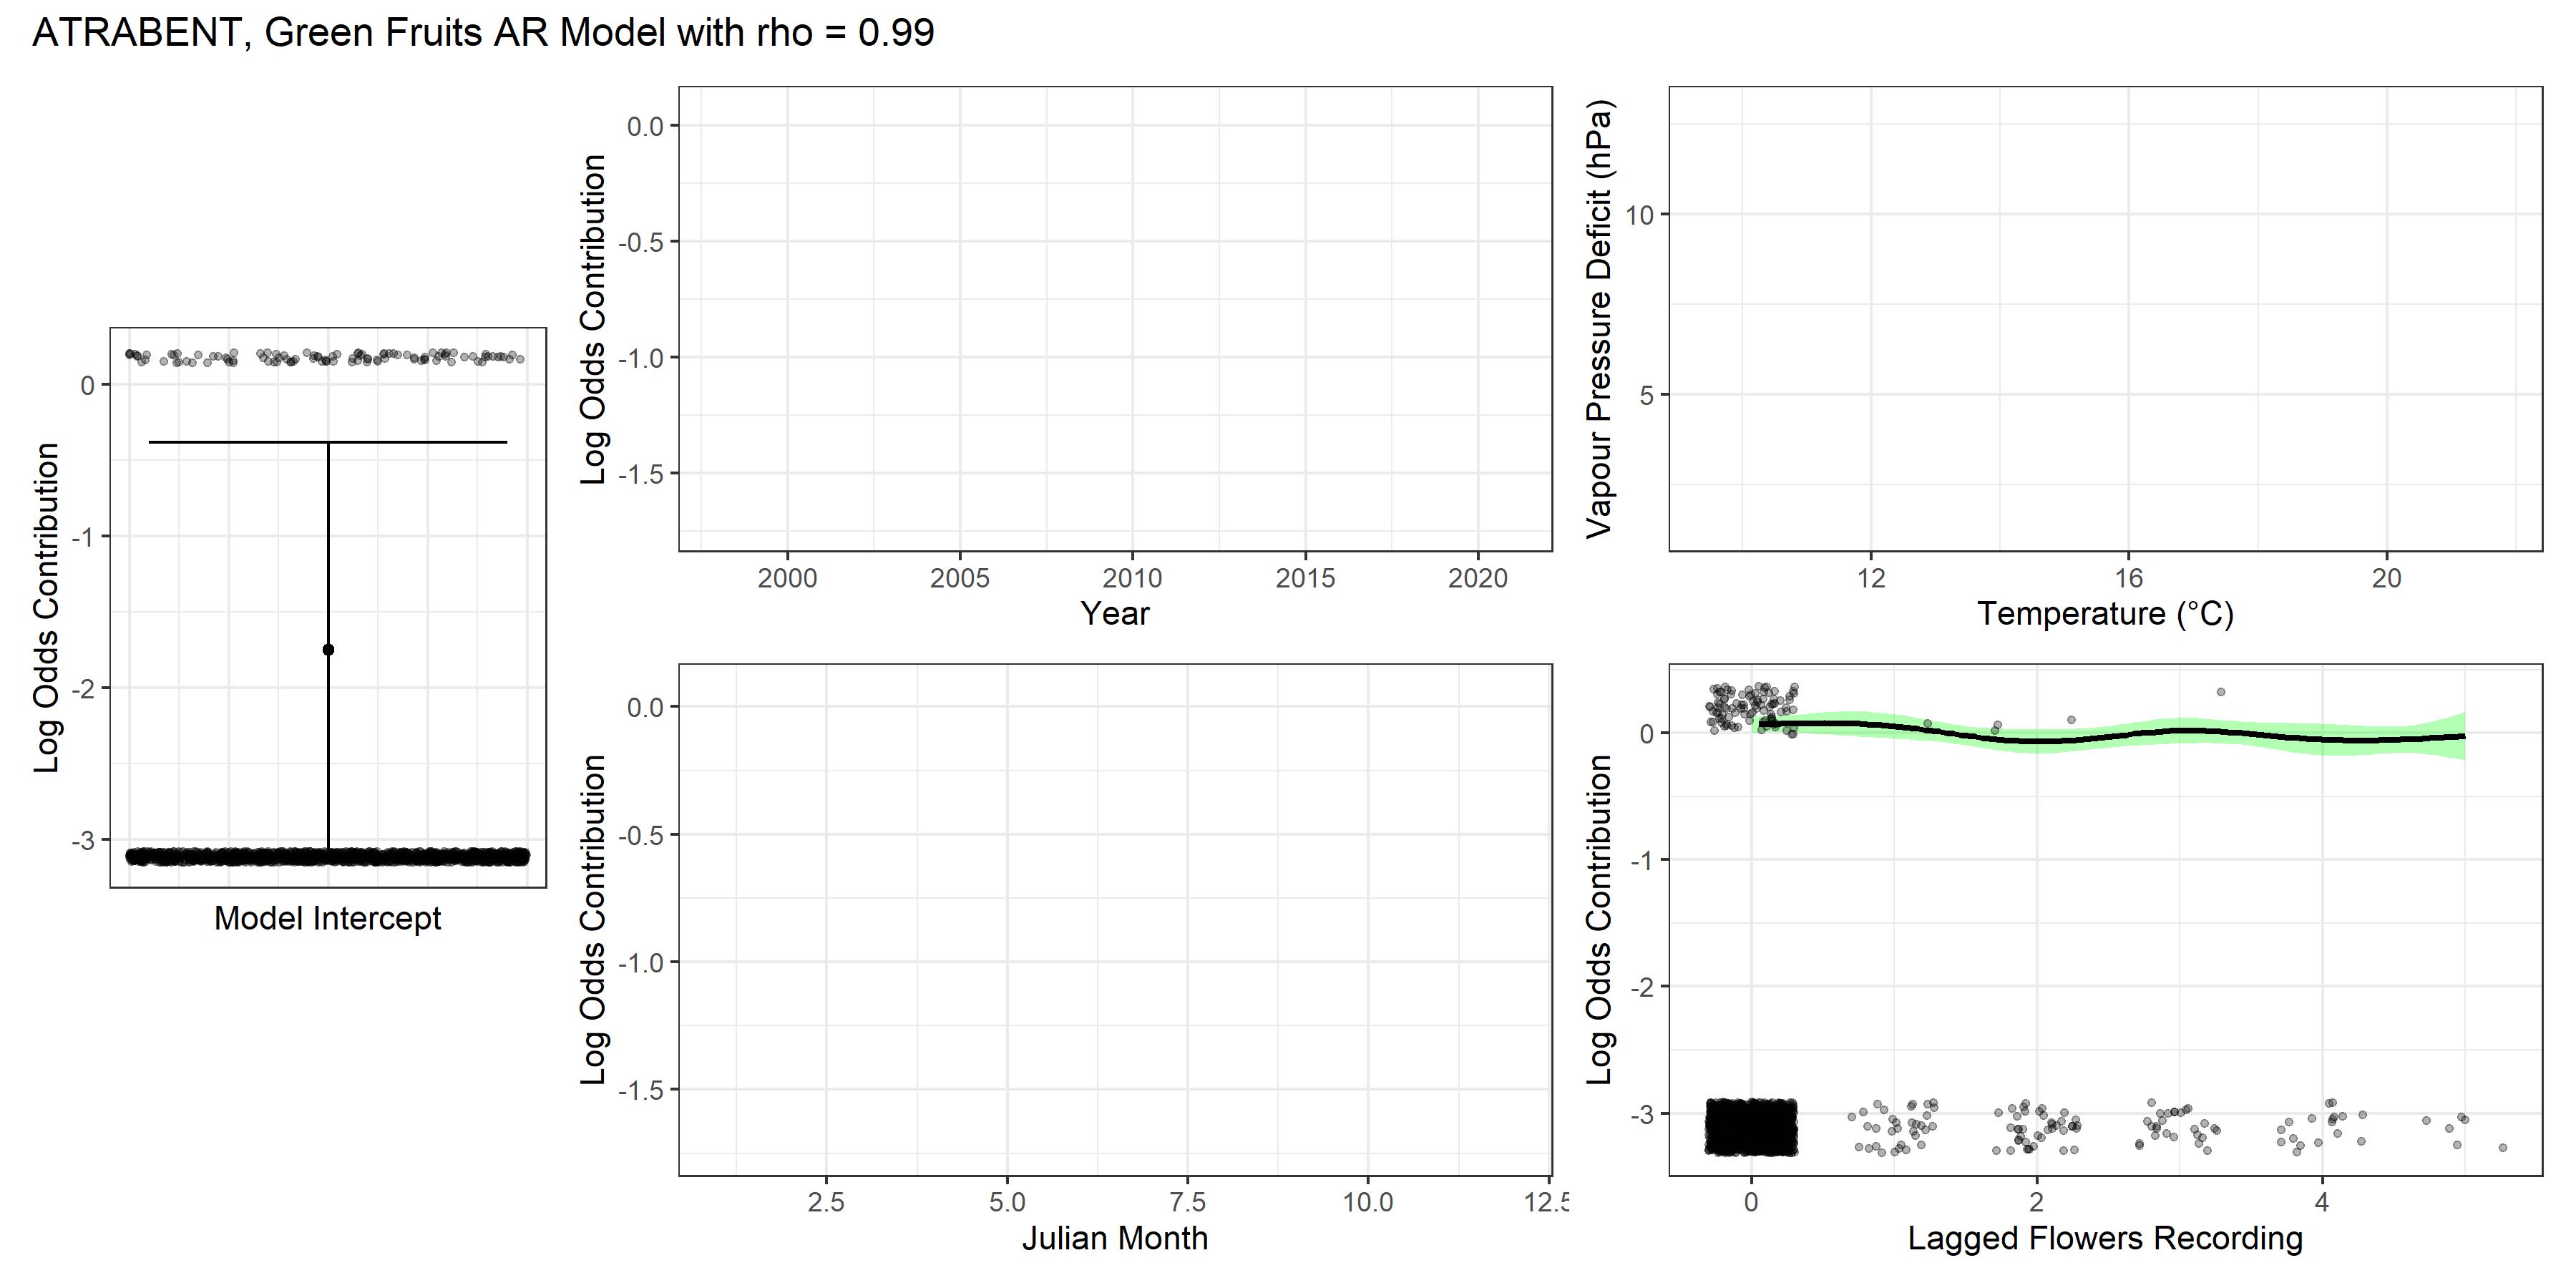 ATRABENT, Green Fruits AR Model with rho = 0.99
Log Odds Contribution
0
-1
-2
-3
Model Intercept
Log Odds Contribution
0.0
-0.5
-1.0
-1.5
2000 2005 2010 2015 2020
Year
Vapour Pressure Deficit (hPa)
10
5
12 16 20
Temperature (°C)
Log Odds Contribution
0.0
-0.5
-1.0
-1.5
2.5 5.0 7.5 10.0 12.5
Julian Month
Log Odds Contribution
0
-1
-2
-3
0 2 4
Lagged Flowers Recording